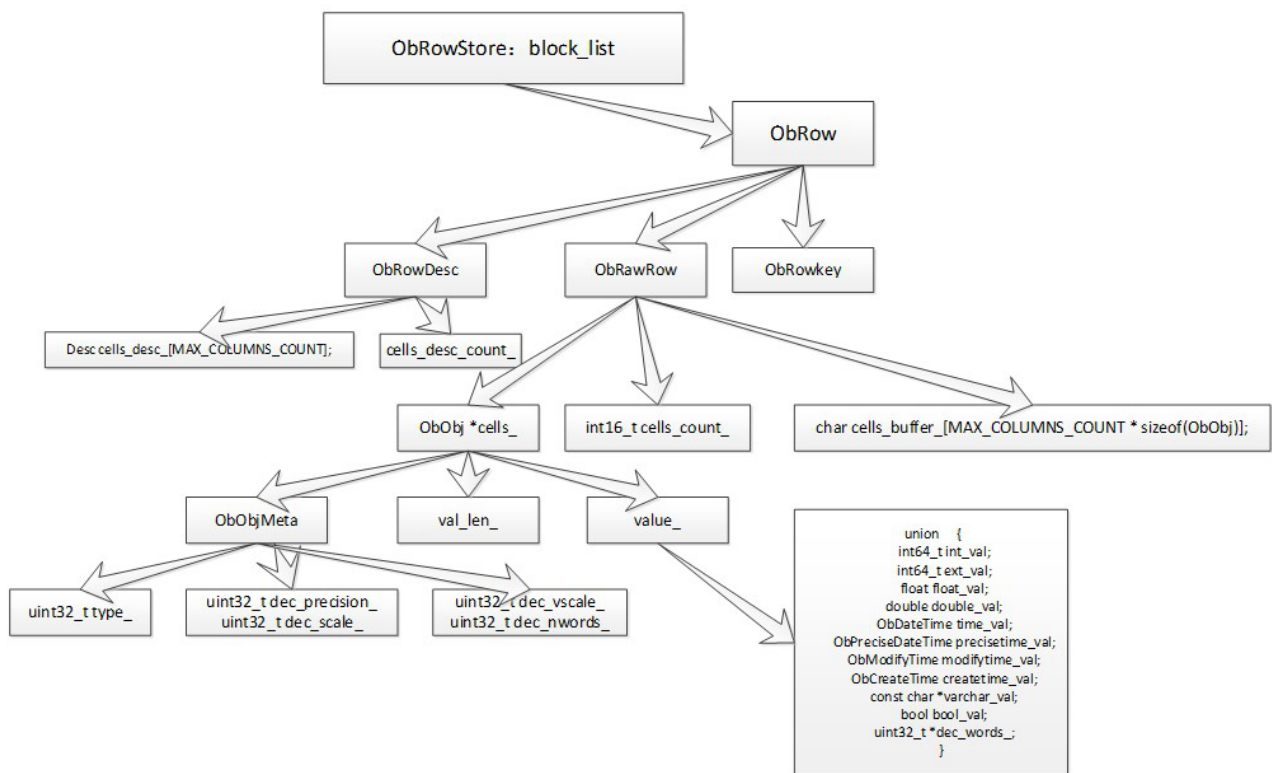 ObRowStore：block_list
ObRow
ObRowDesc
ObRawRow
ObRowkey
Desc cells_desc_[MAX_COLUMNS_COUNT];
cells_desc_count_
ObObj *cells_
int16_t cells_count_
char cells_buffer_[MAX_COLUMNS_COUNT * sizeof(ObObj)];
ObObjMeta
val_len_
value_
uint32_t type_
uint32_t dec_precision_
uint32_t dec_scale_
uint32_t dec_vscale_
uint32_t dec_nwords_
union {
int64_t int_val;
int64_t ext_val;
float float_val;
double double_val;
ObDateTime time_val;
ObPreciseDateTime precisetime_val;
ObModifyTime modifytime_val;
ObCreateTime createtime_val;
const char *varchar_val;
bool bool_val;
uint32_t *dec_words_;
}